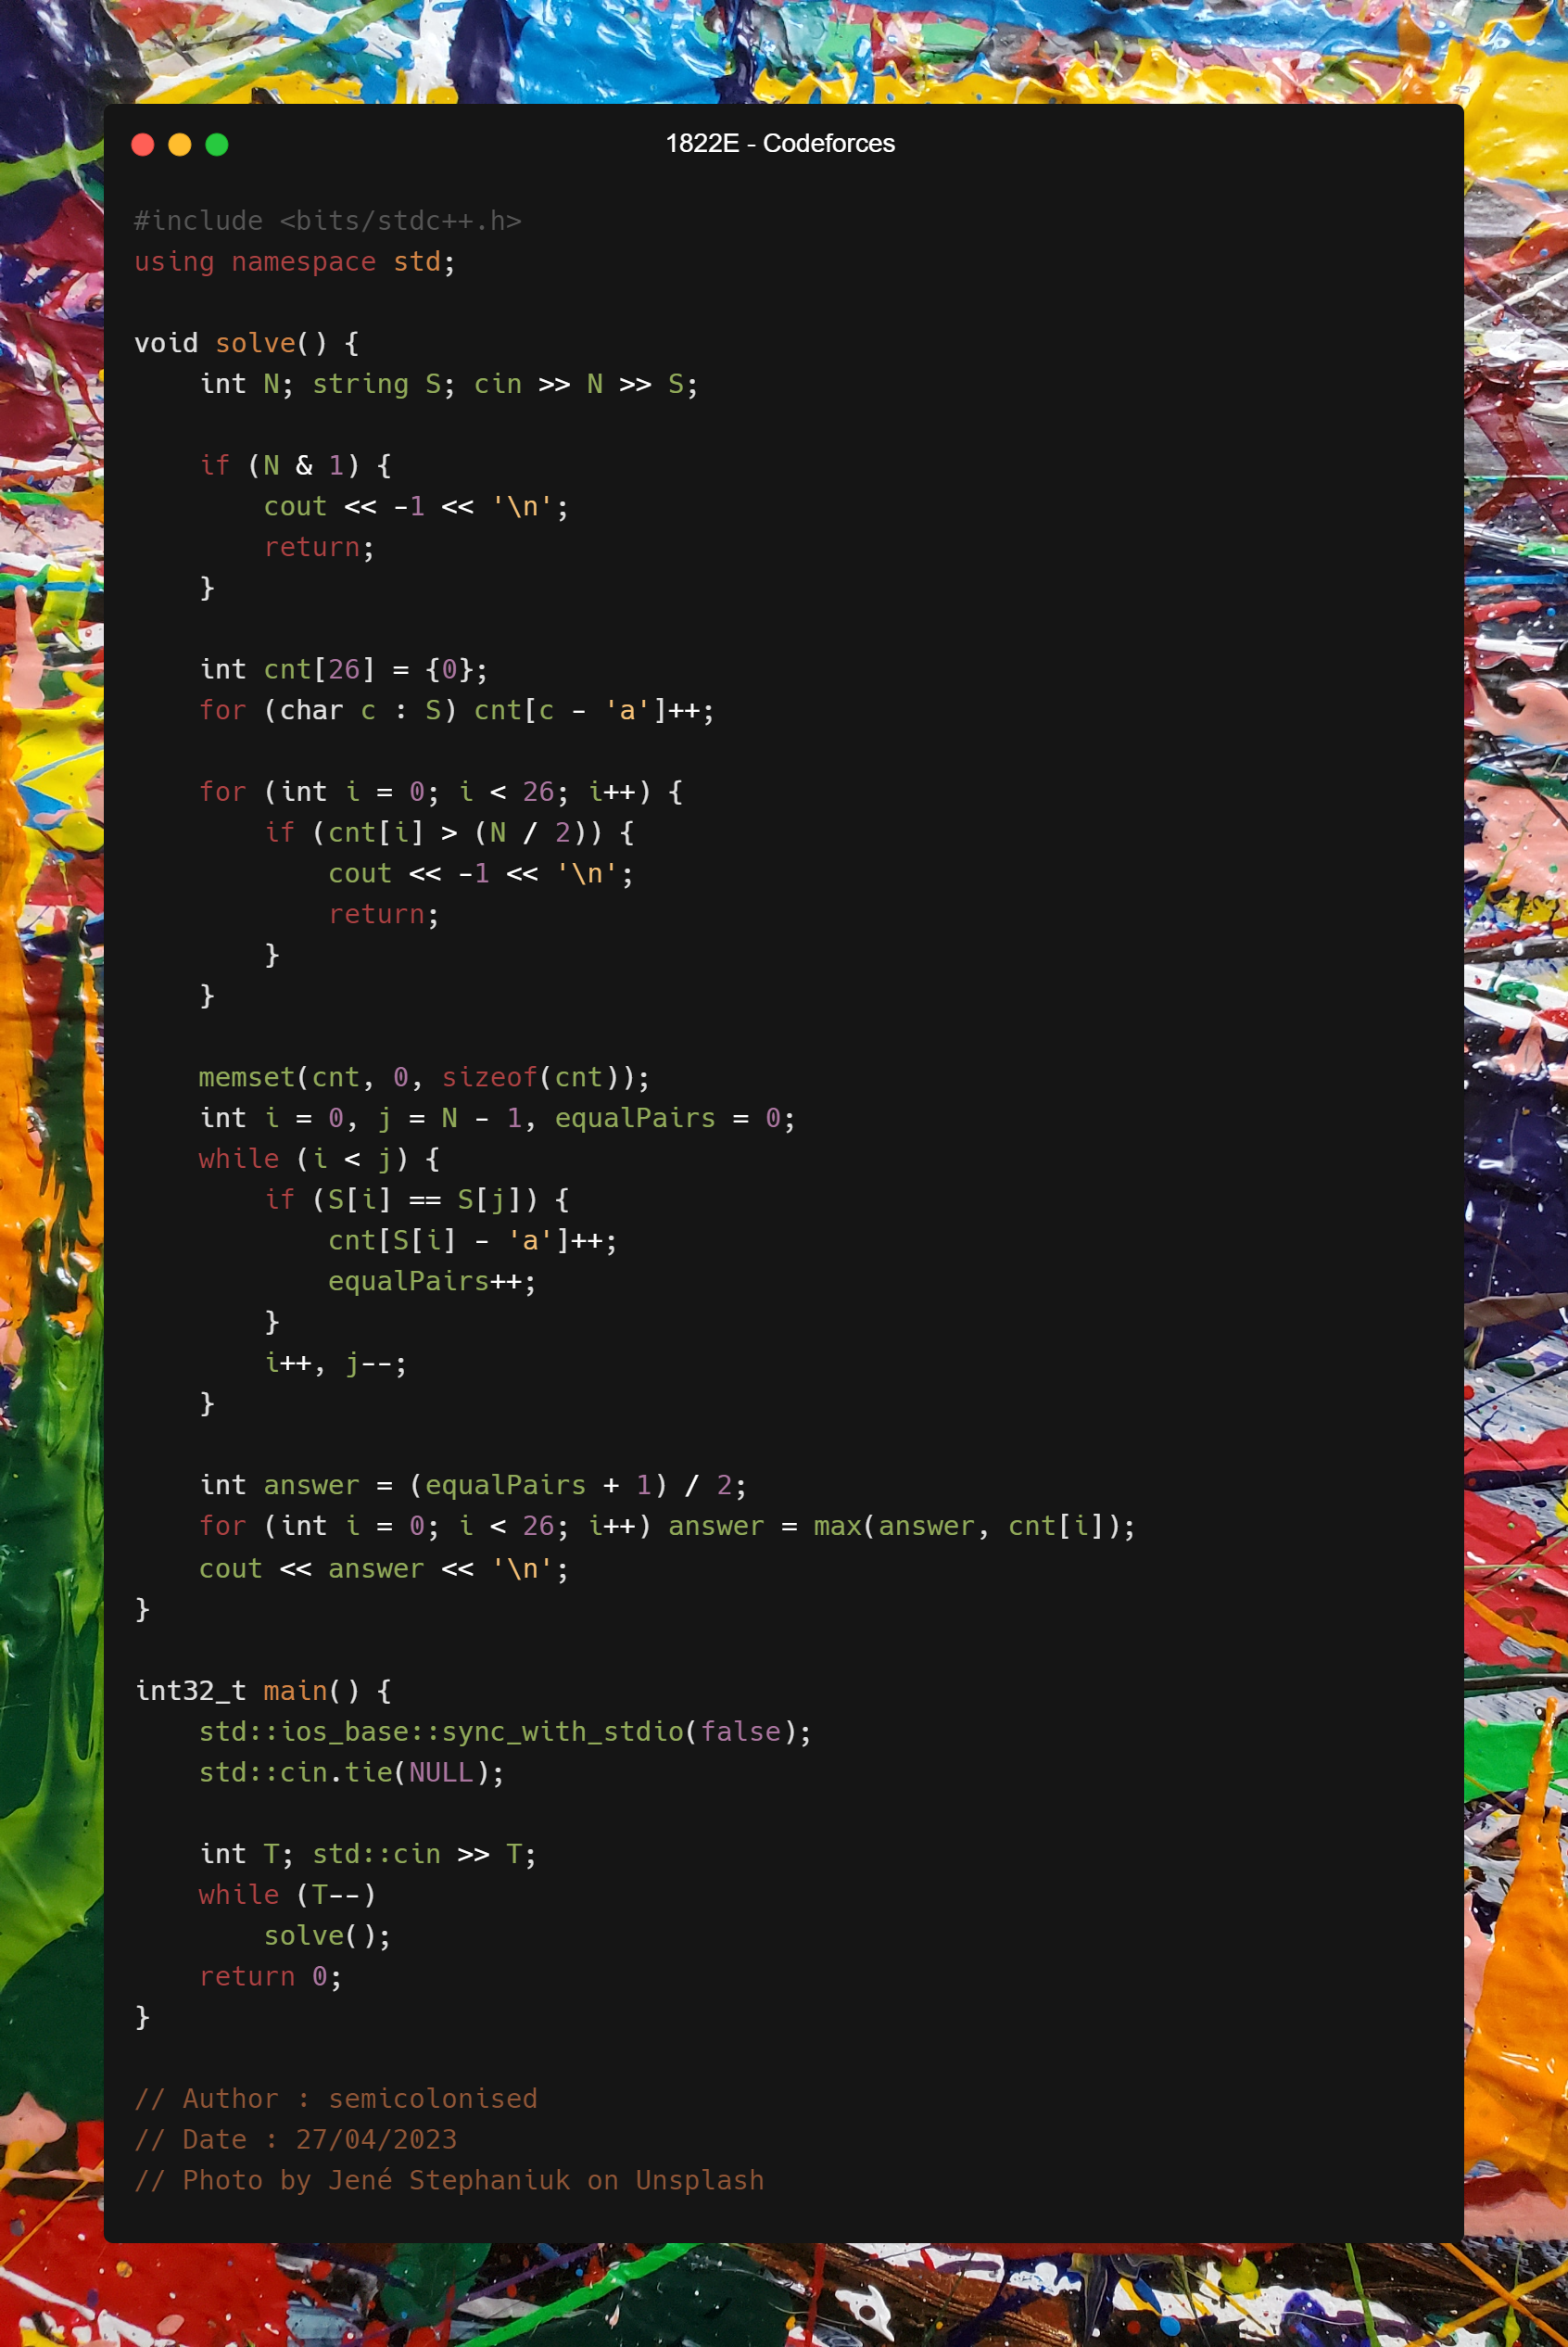 1822E - Codeforces
#include <bits/stdc++.h>
using namespace std;
void solve() {
    int N; string S; cin >> N >> S;
    if (N & 1) {
        cout << -1 << '\n';
        return;
    }
    int cnt[26] = {0};
    for (char c : S) cnt[c - 'a']++;
    for (int i = 0; i < 26; i++) {
        if (cnt[i] > (N / 2)) {
            cout << -1 << '\n';
            return;
        }
    }
    memset(cnt, 0, sizeof(cnt));
    int i = 0, j = N - 1, equalPairs = 0;
    while (i < j) {
        if (S[i] == S[j]) {
            cnt[S[i] - 'a']++;
            equalPairs++;
        }
        i++, j--;
    }
    int answer = (equalPairs + 1) / 2;
    for (int i = 0; i < 26; i++) answer = max(answer, cnt[i]);
    cout << answer << '\n';
}
int32_t main() {
    std::ios_base::sync_with_stdio(false);
    std::cin.tie(NULL);
    int T; std::cin >> T;
    while (T--)
        solve();
    return 0;
}
// Author : semicolonised
// Date : 27/04/2023
// Photo by Jené Stephaniuk on Unsplash